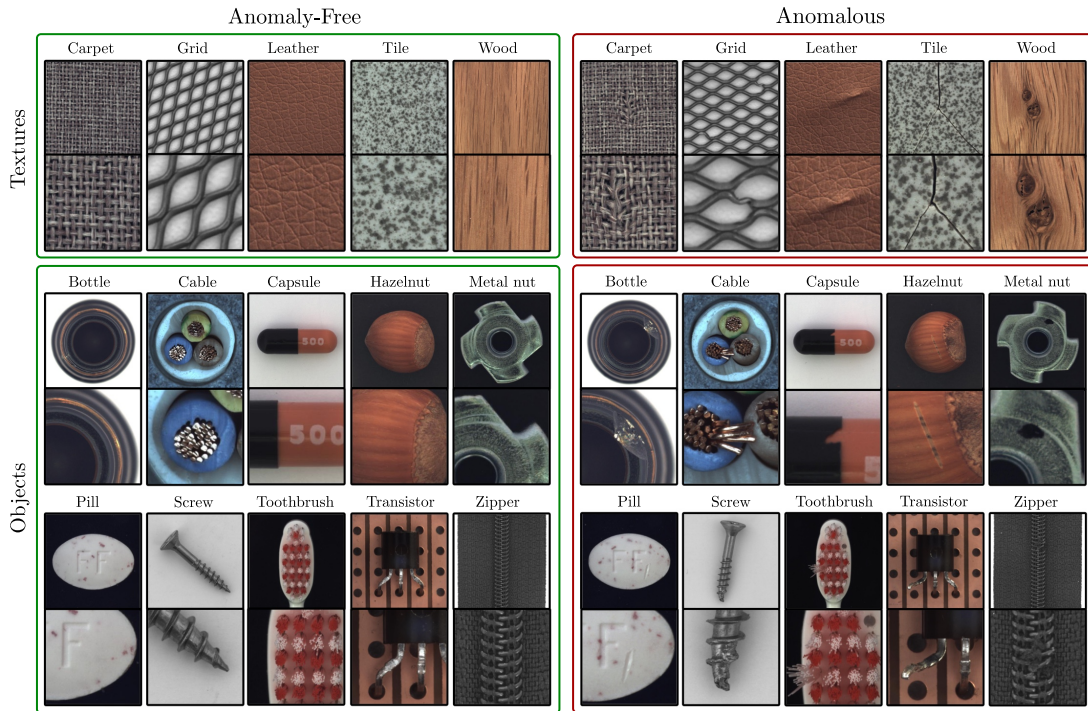 Anomaly-Free Anomalous
Textures
Carpet Grid Leather Tile Wood
Carpet Grid Leather Tile Wood
Objects
Bottle Cable Capsule Hazelnut Metal nut
500
500
Bottle Cable Capsule Hazelnut Metal nut
500
Pill Screw Toothbrush Transistor Zipper
FF
F
Pill Screw Toothbrush Transistor Zipper
FF
F